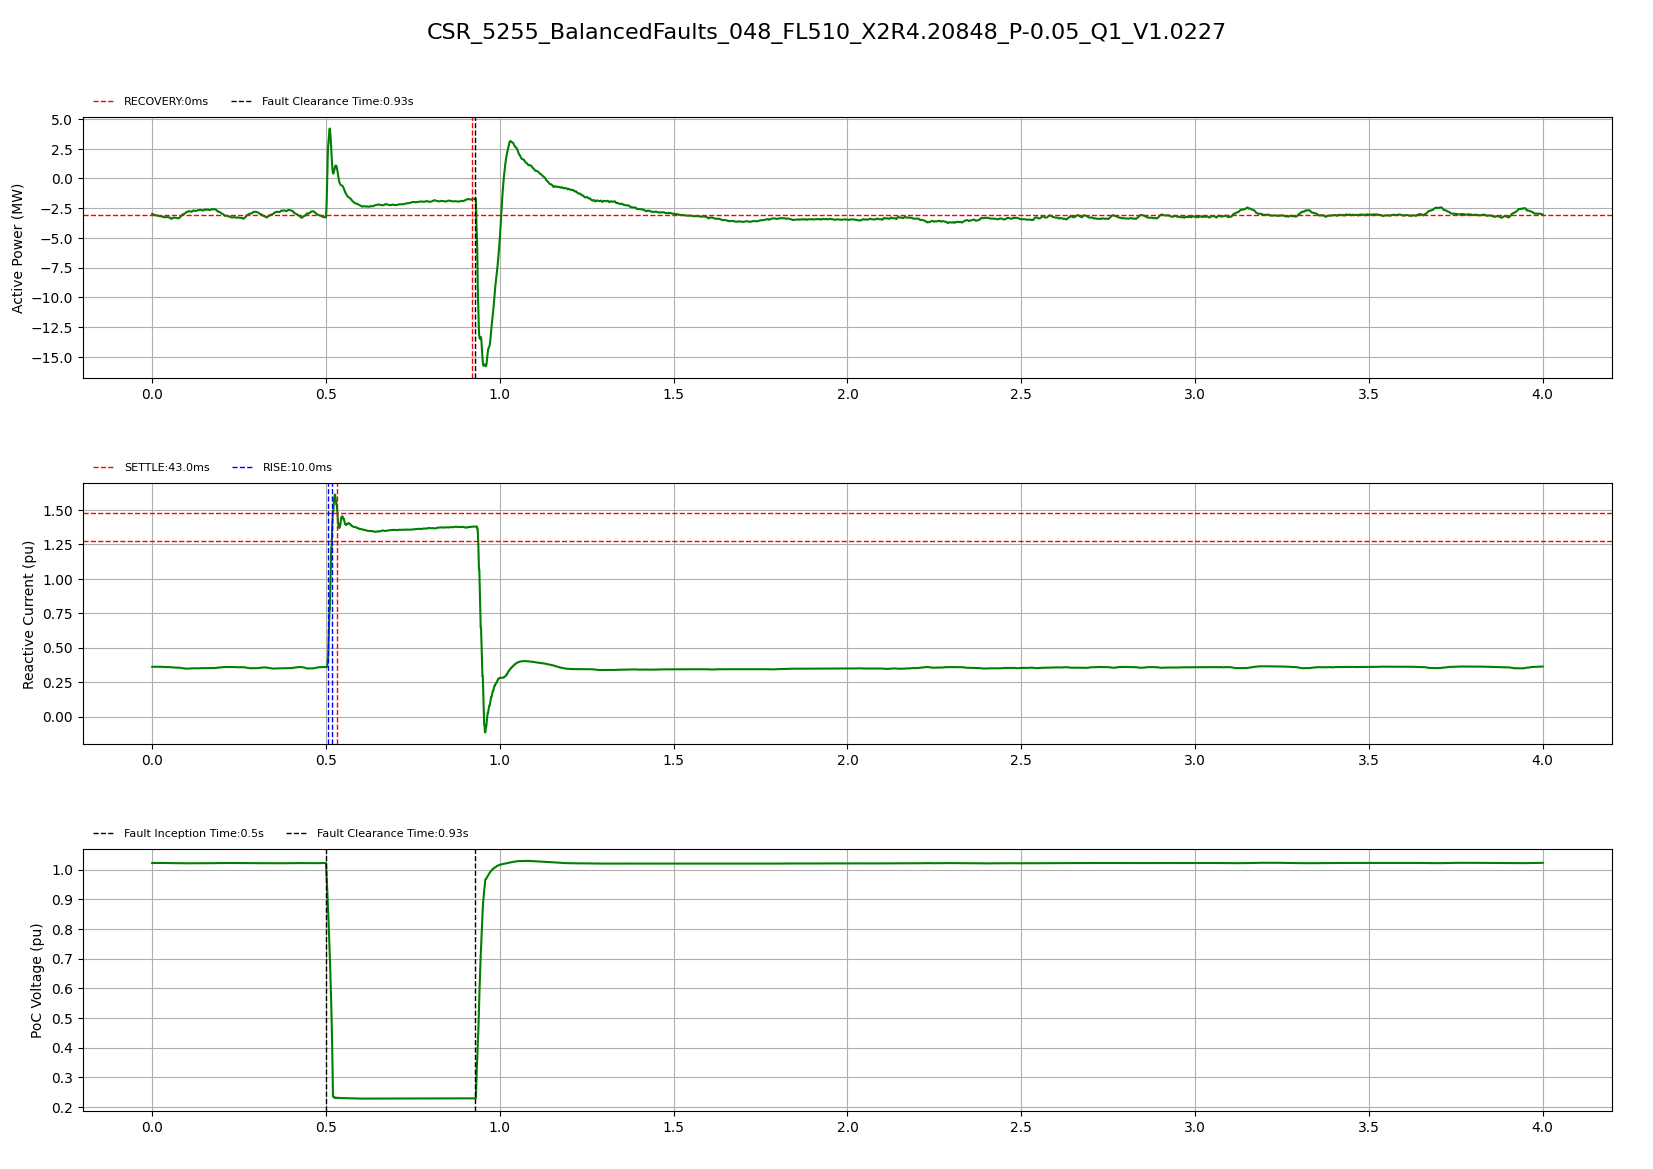 CSR_5255_BalancedFaults_048_FL510_X2R4.20848_P-0.05_Q1_V1.0227
RECOVERY:0ms Fault Clearance Time:0.93s
Active Power (MW)
5.0
2.5
0.0
−2.5
−5.0
−7.5
−10.0
−12.5
−15.0
0.0 0.5 1.0 1.5 2.0 2.5 3.0 3.5 4.0
SETTLE:43.0ms RISE:10.0ms
Reactive Current (pu)
1.50
1.25
1.00
0.75
0.50
0.25
0.00
0.0 0.5 1.0 1.5 2.0 2.5 3.0 3.5 4.0
Fault Inception Time:0.5s Fault Clearance Time:0.93s
PoC Voltage (pu)
1.0
0.9
0.8
0.7
0.6
0.5
0.4
0.3
0.2
0.0 0.5 1.0 1.5 2.0 2.5 3.0 3.5 4.0